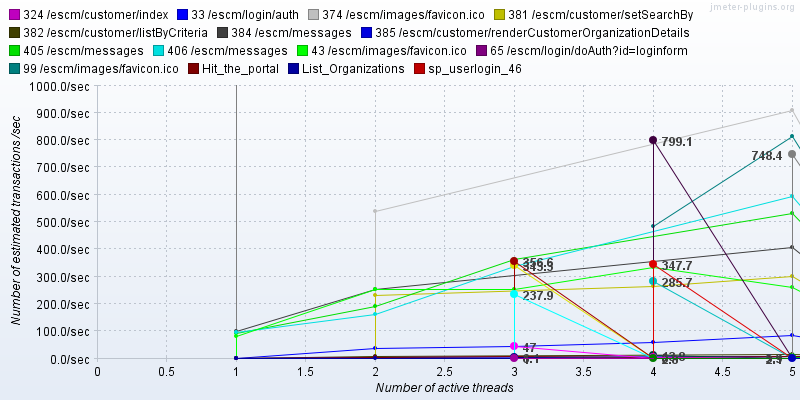 jmeter-plugins.org
324 /escm/customer/index 33 /escm/login/auth 374 /escm/images/favicon.ico 381 /escm/customer/setSearchBy
382 /escm/customer/listByCriteria 384 /escm/messages 385 /escm/customer/renderCustomerOrganizationDetails
405 /escm/messages 406 /escm/messages 43 /escm/images/favicon.ico 65 /escm/login/doAuth?id=loginform
99 /escm/images/favicon.ico Hit_the_portal List_Organizations sp_userlogin_46
1000.0/sec
900.0/sec
800.0/sec
700.0/sec
600.0/sec
500.0/sec
400.0/sec
300.0/sec
200.0/sec
100.0/sec
0.0/sec
Number of estimated transactions /sec
799.1
748.4
356.6
347.7
285.7
237.9
47
0 0.5 1 1.5 2 2.5 3 3.5 4 4.5 5
Number of active threads